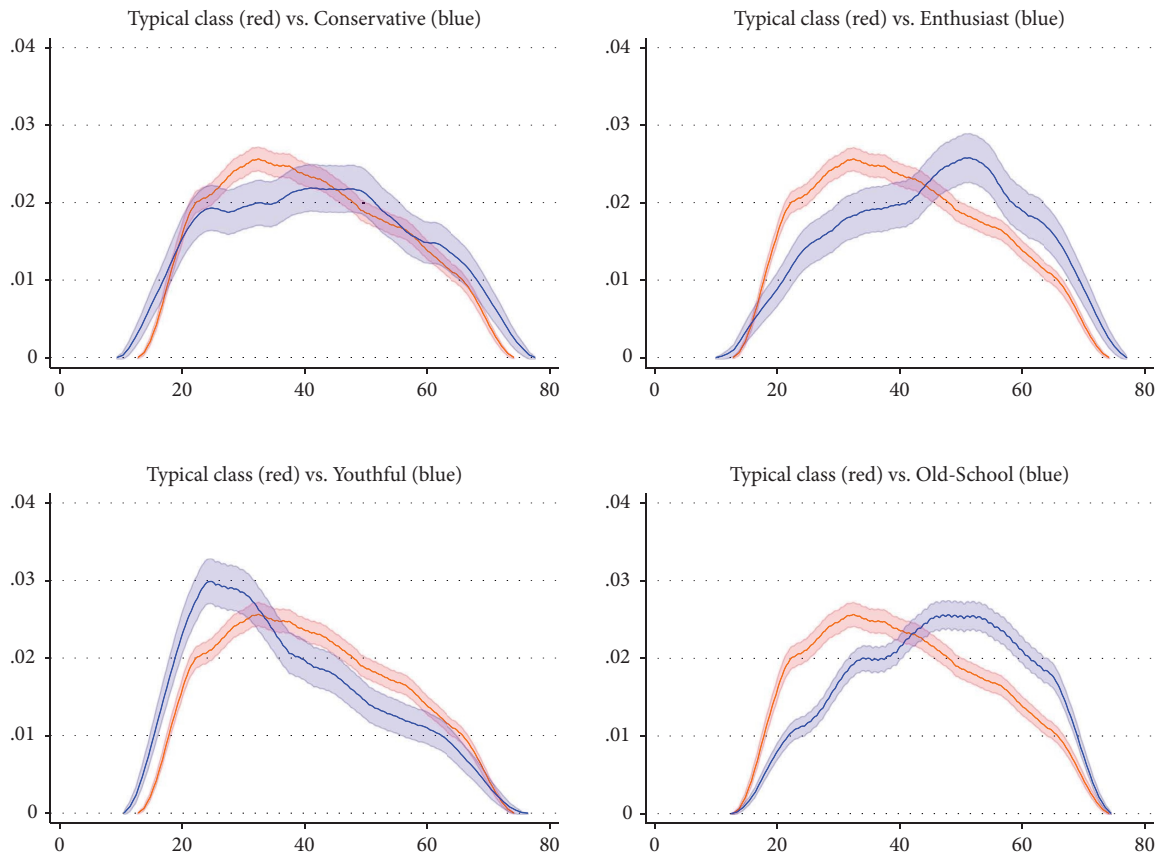 Typical class (red) vs. Conservative (blue)
.04
.03
.02
.01
0
0 20 40 60 80
Typical class (red) vs. Enthusiast (blue)
.04
.03
.02
.01
0
0 20 40 60 80
Typical class (red) vs. Youthful (blue)
.04
.03
.02
.01
0
0 20 40 60 80
Typical class (red) vs. Old-School (blue)
.04
.03
.02
.01
0
0 20 40 60 80